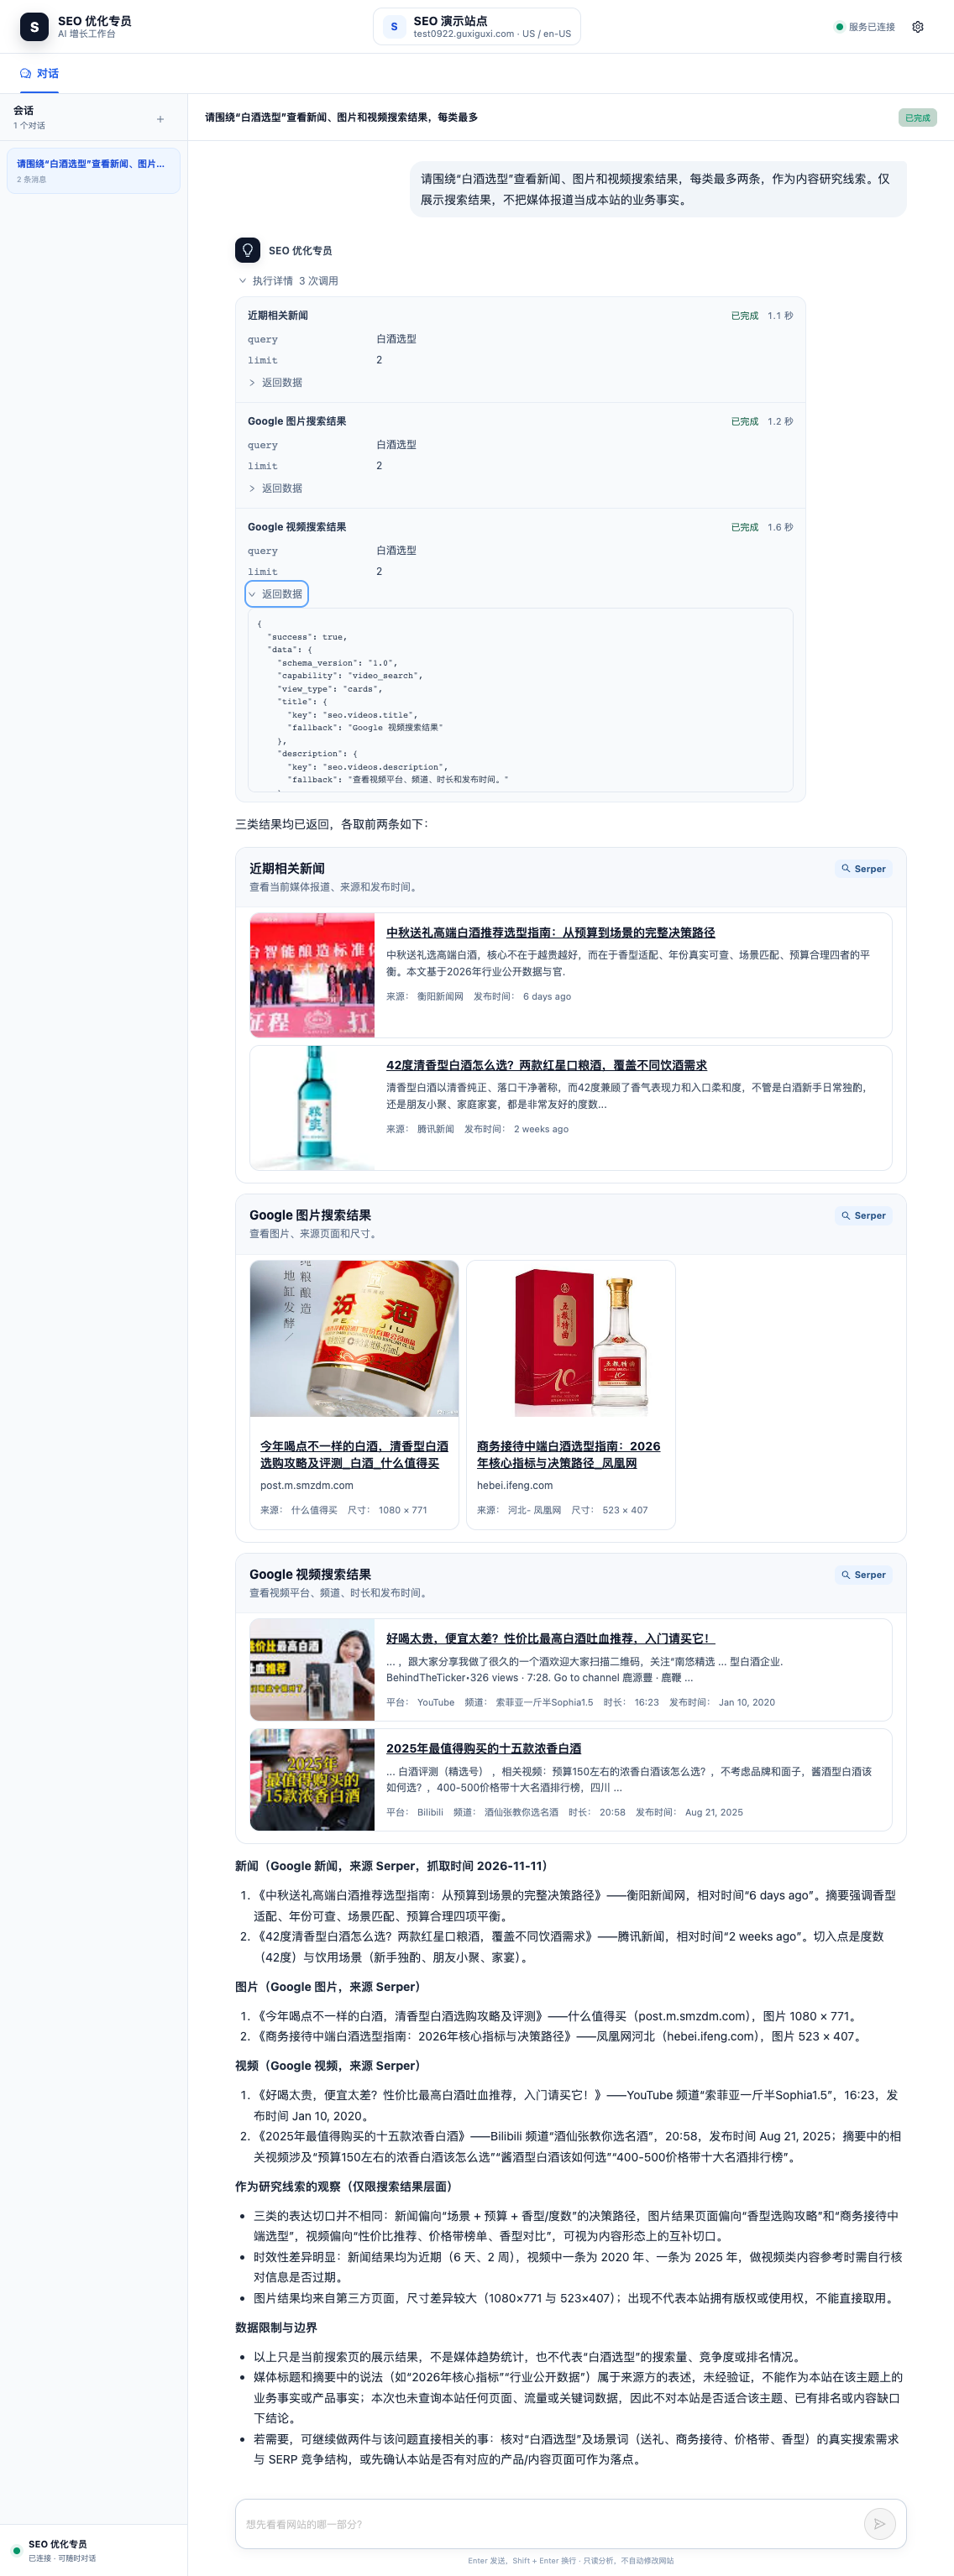 S
SEO 优化专员
AI 增长工作台
S
SEO 演示站点
test0922.guxiguxi.com · US / en-US
服务已连接
对话
会话
1 个对话
+
请围绕“白酒选型”查看新闻、图片...
2 条消息
请围绕“白酒选型”查看新闻、图片和视频搜索结果，每类最多
已完成
请围绕“白酒选型”查看新闻、图片和视频搜索结果，每类最多两条，作为内容研究线索。仅
展示搜索结果，不把媒体报道当成本站的业务事实。
SEO 优化专员
执行详情 3 次调用
近期相关新闻
已完成 1.1 秒
query 白酒选型
limit 2
返回数据
Google 图片搜索结果
已完成 1.2 秒
query 白酒选型
limit 2
返回数据
Google 视频搜索结果
已完成 1.6 秒
query 白酒选型
limit 2
返回数据
{
"success": true,
"data": {
"schema_version": "1.0",
"capability": "video_search",
"view_type": "cards",
"title": {
"key": "seo.videos.title",
"fallback": "Google 视频搜索结果"
},
"description": {
"key": "seo.videos.description",
"fallback": "查看视频平台、频道、时长和发布时间。"
三类结果均已返回，各取前两条如下：
近期相关新闻
Serper
查看当前媒体报道、来源和发布时间。
台智能酿造标准体
征程
打
中秋送礼高端白酒推荐选型指南：从预算到场景的完整决策路径
中秋送礼选高端白酒，核心不在于越贵越好，而在于香型适配、年份真实可查、场景匹配、预算合理四者的平
衡。本文基于2026年行业公开数据与官.
来源： 衡阳新闻网 发布时间： 6 days ago
粮爽
42度清香型白酒怎么选？两款红星口粮酒，覆盖不同饮酒需求
清香型白酒以清香纯正、落口干净著称，而42度兼顾了香气表现力和入口柔和度，不管是白酒新手日常独酌，
还是朋友小聚、家庭家宴，都是非常友好的度数...
来源： 腾讯新闻 发布时间： 2 weeks ago
Google 图片搜索结果
Serper
查看图片、来源页面和尺寸。
纯粮酿造
地缸发酵
汾酒
今年喝点不一样的白酒，清香型白酒
选购攻略及评测_白酒_什么值得买
post.m.smzdm.com
来源： 什么值得买 尺寸： 1080 × 771
五粮特曲
10
商务接待中端白酒选型指南：2026
年核心指标与决策路径_凤凰网
hebei.ifeng.com
来源： 河北- 凤凰网 尺寸： 523 × 407
Google 视频搜索结果
Serper
查看视频平台、频道、时长和发布时间。
性价比最高白酒
吐血推荐
好喝太贵，便宜太差？性价比最高白酒吐血推荐，入门请买它！
... ，跟大家分享我做了很久的一个酒欢迎大家扫描二维码，关注“南悠精选 ... 型白酒企业.
BehindTheTicker•326 views · 7:28. Go to channel 鹿源豐 · 鹿鞭 ...
平台： YouTube 频道： 索菲亚一斤半Sophia1.5 时长： 16:23 发布时间： Jan 10, 2020
2025年
最值得购买的
15款浓香白酒
2025年最值得购买的十五款浓香白酒
... 白酒评测（精选号） ，相关视频：预算150左右的浓香白酒该怎么选？，不考虑品牌和面子，酱酒型白酒该
如何选？，400-500价格带十大名酒排行榜，四川 ...
平台： Bilibili 频道： 酒仙张教你选名酒 时长： 20:58 发布时间： Aug 21, 2025
新闻（Google 新闻，来源 Serper，抓取时间 2026-11-11）
1. 《中秋送礼高端白酒推荐选型指南：从预算到场景的完整决策路径》——衡阳新闻网，相对时间“6 days ago”。摘要强调香型
适配、年份可查、场景匹配、预算合理四项平衡。
2. 《42度清香型白酒怎么选？两款红星口粮酒，覆盖不同饮酒需求》——腾讯新闻，相对时间“2 weeks ago”。切入点是度数
（42度）与饮用场景（新手独酌、朋友小聚、家宴）。
图片（Google 图片，来源 Serper）
1. 《今年喝点不一样的白酒，清香型白酒选购攻略及评测》——什么值得买（post.m.smzdm.com），图片 1080 × 771。
2. 《商务接待中端白酒选型指南：2026年核心指标与决策路径》——凤凰网河北（hebei.ifeng.com），图片 523 × 407。
视频（Google 视频，来源 Serper）
1. 《好喝太贵，便宜太差？性价比最高白酒吐血推荐，入门请买它！》——YouTube 频道“索菲亚一斤半Sophia1.5”，16:23，发
布时间 Jan 10, 2020。
2. 《2025年最值得购买的十五款浓香白酒》——Bilibili 频道“酒仙张教你选名酒”，20:58，发布时间 Aug 21, 2025；摘要中的相
关视频涉及“预算150左右的浓香白酒该怎么选”“酱酒型白酒该如何选”“400-500价格带十大名酒排行榜”。
作为研究线索的观察（仅限搜索结果层面）
• 三类的表达切口并不相同：新闻偏向“场景 + 预算 + 香型/度数”的决策路径，图片结果页面偏向“香型选购攻略”和“商务接待中
端选型”，视频偏向“性价比推荐、价格带榜单、香型对比”，可视为内容形态上的互补切口。
• 时效性差异明显：新闻结果均为近期（6 天、2 周），视频中一条为 2020 年、一条为 2025 年，做视频类内容参考时需自行核
对信息是否过期。
• 图片结果均来自第三方页面，尺寸差异较大（1080×771 与 523×407）；出现不代表本站拥有版权或使用权，不能直接取用。
数据限制与边界
• 以上只是当前搜索页的展示结果，不是媒体趋势统计，也不代表“白酒选型”的搜索量、竞争度或排名情况。
• 媒体标题和摘要中的说法（如“2026年核心指标”“行业公开数据”）属于来源方的表述，未经验证，不能作为本站在该主题上的
业务事实或产品事实；本次也未查询本站任何页面、流量或关键词数据，因此不对本站是否适合该主题、已有排名或内容缺口
下结论。
• 若需要，可继续做两件与该问题直接相关的事：核对“白酒选型”及场景词（送礼、商务接待、价格带、香型）的真实搜索需求
与 SERP 竞争结构，或先确认本站是否有对应的产品/内容页面可作为落点。
想先看看网站的哪一部分？
Enter 发送，Shift + Enter 换行 · 只读分析，不自动修改网站
SEO 优化专员
已连接 · 可随时对话